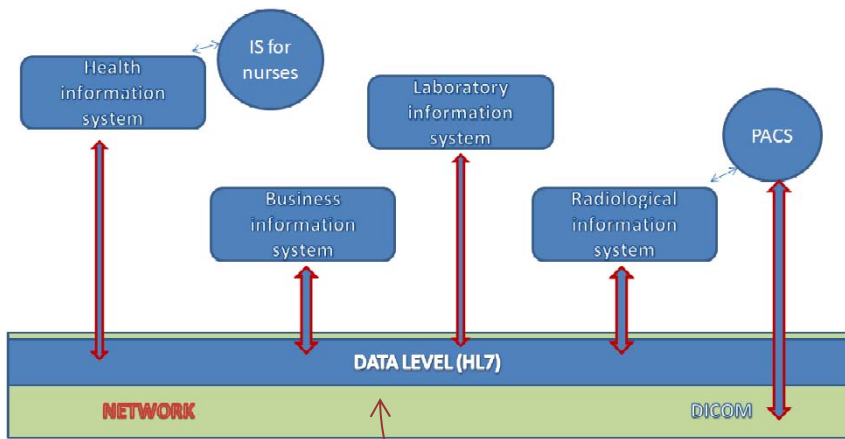 IS for
nurses
Health
information
system
Laboratory
information
system
PACS
Business
information
system
Radiological
information
system
DATA LEVEL (HL7)
NETWORK
DICOM